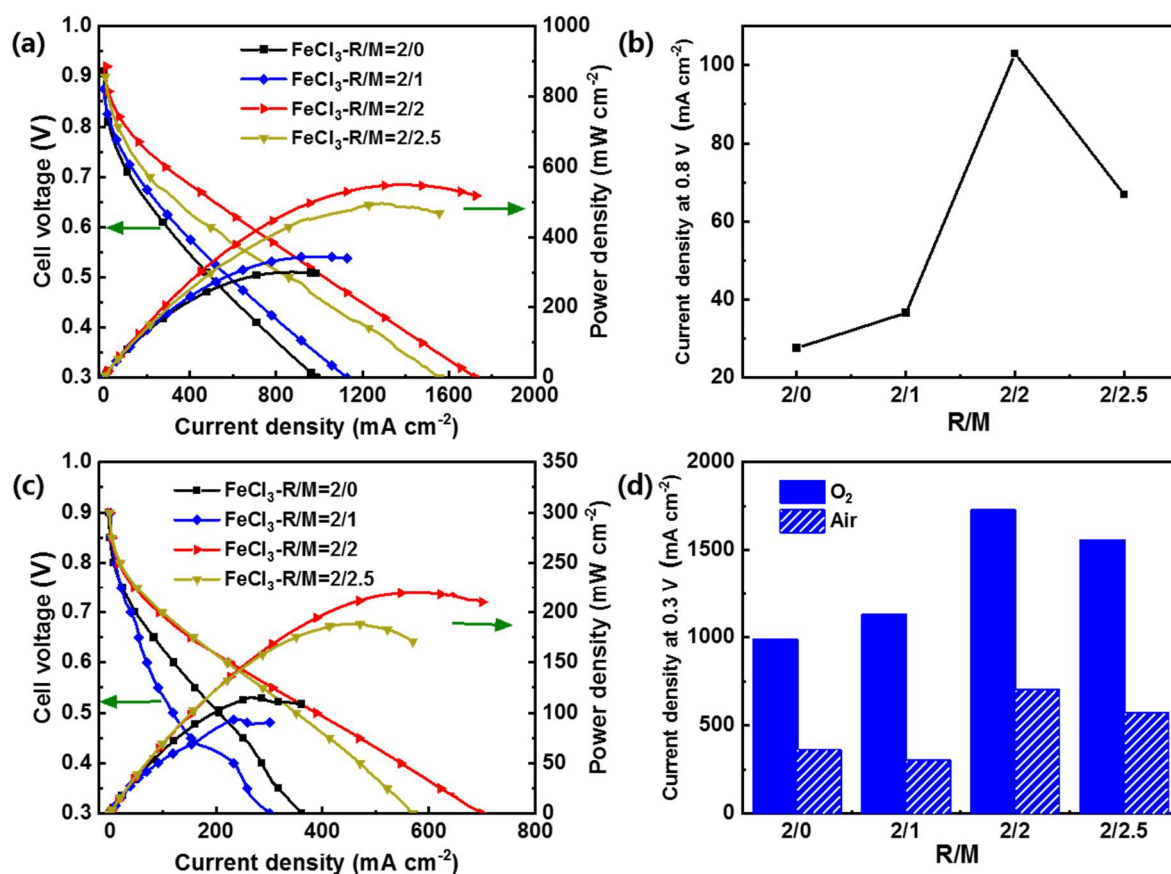 (a)
FeCl₃-R/M=2/0
FeCl₃-R/M=2/1
FeCl₃-R/M=2/2
FeCl₃-R/M=2/2.5
Cell voltage (V)
1.0
0.9
0.8
0.7
0.6
0.5
0.4
0.3
Power density (mW cm⁻²)
1000
800
600
400
200
0
0 400 800 1200 1600 2000
Current density (mA cm⁻²)
(b)
Current density at 0.8 V (mA cm⁻²)
100
80
60
40
20
2/0 2/1 2/2 2/2.5
R/M
(c)
FeCl₃-R/M=2/0
FeCl₃-R/M=2/1
FeCl₃-R/M=2/2
FeCl₃-R/M=2/2.5
Cell voltage (V)
1.0
0.9
0.8
0.7
0.6
0.5
0.4
0.3
Power density (mW cm⁻²)
350
300
250
200
150
100
50
0
0 200 400 600 800
Current density (mA cm⁻²)
(d)
O₂
Air
Current density at 0.3 V (mA cm⁻²)
2000
1500
1000
500
0
2/0 2/1 2/2 2/2.5
R/M